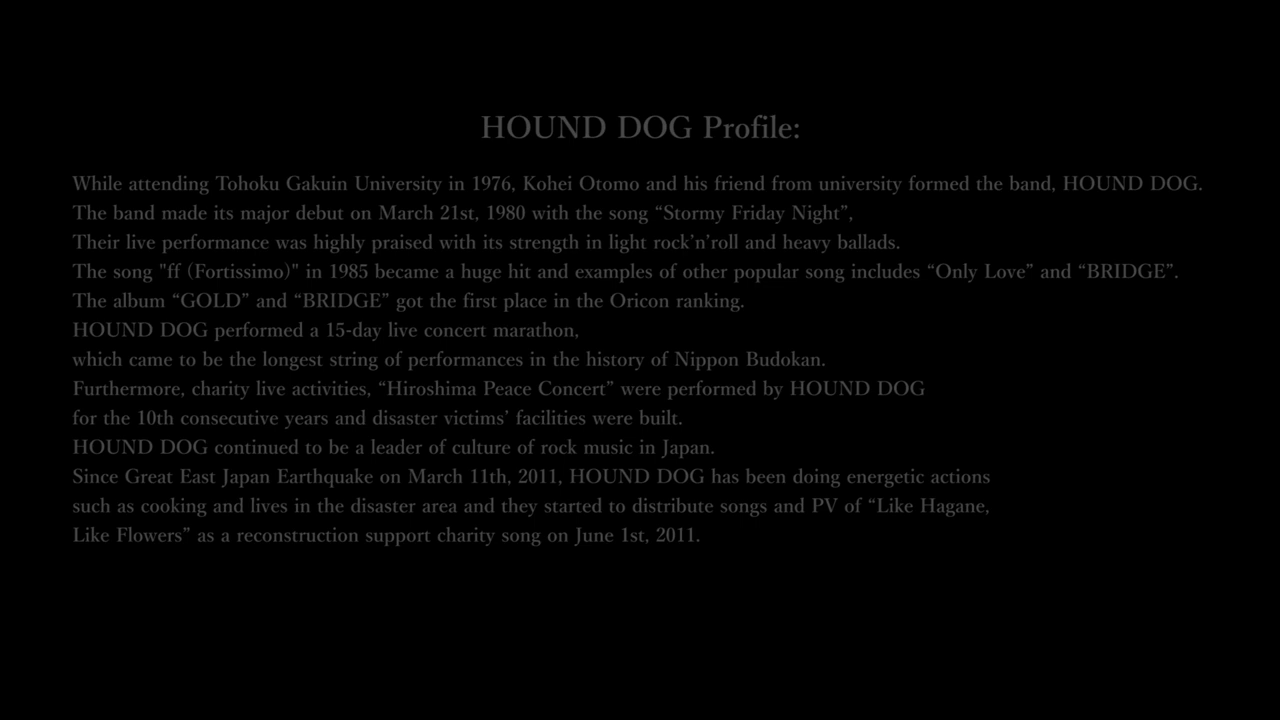 HOUND DOG Profile:
While attending Tohoku Gakuin University in 1976, Kohei Otomo and his friend from university formed the band, HOUND DOG.
The band made its major debut on March 21st, 1980 with the song “Stormy Friday Night”,
Their live performance was highly praised with its strength in light rock’n’roll and heavy ballads.
The song "ff (Fortissimo)" in 1985 became a huge hit and examples of other popular song includes “Only Love” and “BRIDGE”.
The album “GOLD” and “BRIDGE” got the first place in the Oricon ranking.
HOUND DOG performed a 15-day live concert marathon,
which came to be the longest string of performances in the history of Nippon Budokan.
Furthermore, charity live activities, “Hiroshima Peace Concert” were performed by HOUND DOG
for the 10th consecutive years and disaster victims’ facilities were built.
HOUND DOG continued to be a leader of culture of rock music in Japan.
Since Great East Japan Earthquake on March 11th, 2011, HOUND DOG has been doing energetic actions
such as cooking and lives in the disaster area and they started to distribute songs and PV of “Like Hagane,
Like Flowers” as a reconstruction support charity song on June 1st, 2011.